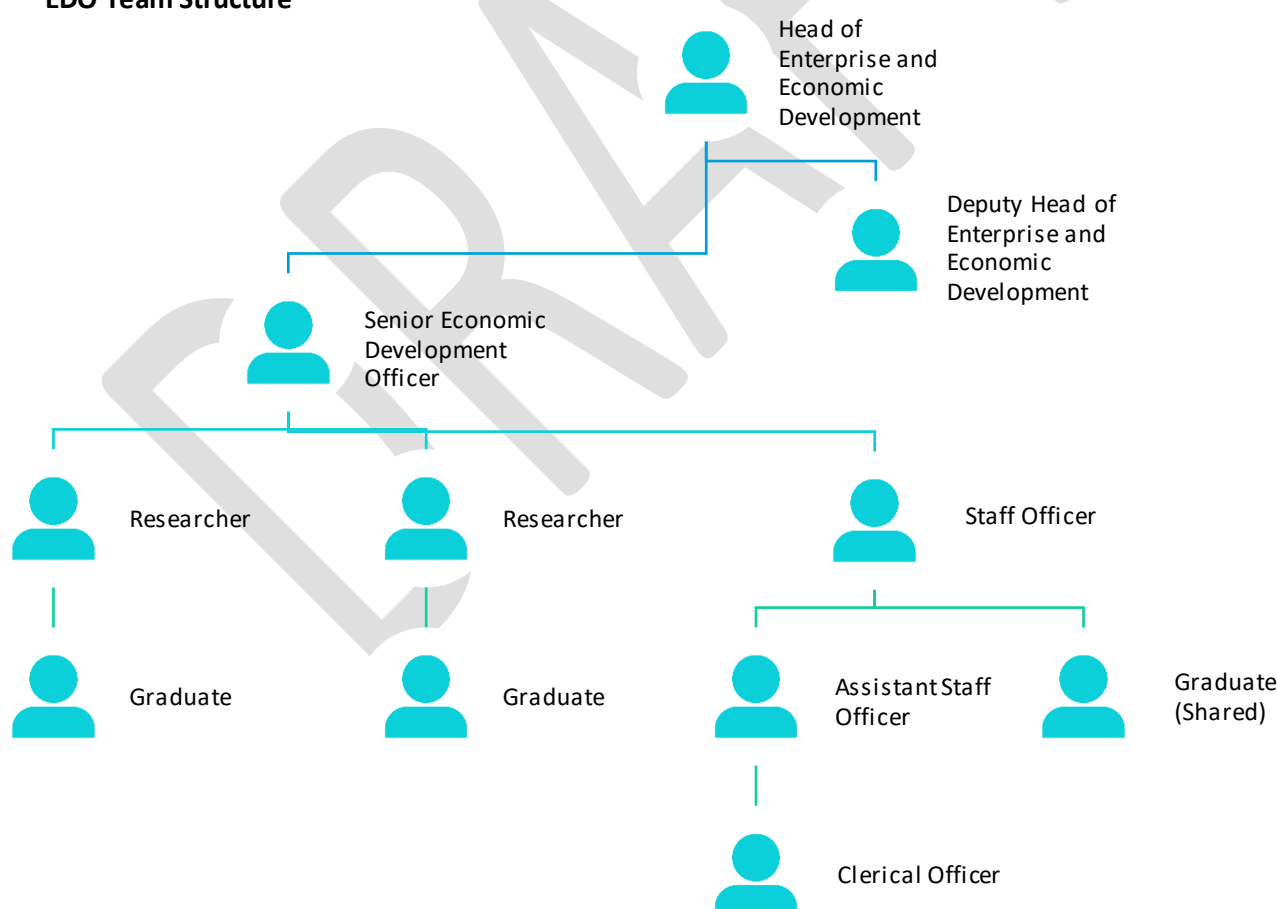 EDO Team Structure
Head of
Enterprise and
Economic
Development
Deputy Head of
Enterprise and
Economic
Development
Senior Economic
Development
Officer
Researcher
Researcher
Staff Officer
Graduate
Graduate
Assistant Staff
Officer
Graduate
(Shared)
Clerical Officer